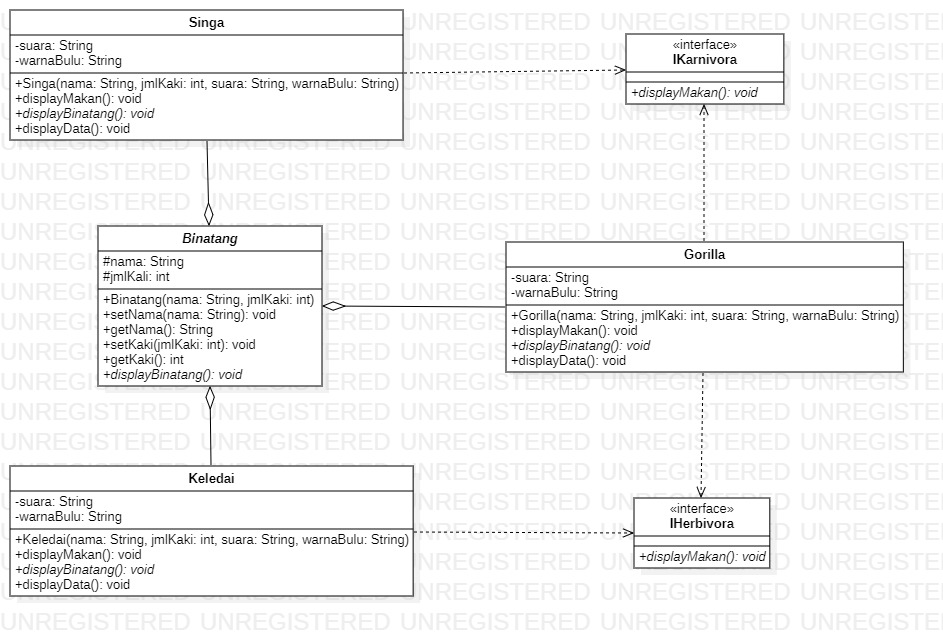 Singa
-suara: String
-warnaBulu: String
+Singa(nama: String, jmlKaki: int, suara: String, warnaBulu: String)
+displayMakan(): void
+displayBinatang(): void
+displayData(): void
«interface»
IKarnivora
+displayMakan(): void
Binatang
#nama: String
#jmlKali: int
+Binatang(nama: String, jmlKaki: int)
+setNama(nama: String): void
+getNama(): String
+setKaki(jmlKaki: int): void
+getKaki(): int
+displayBinatang(): void
Gorilla
-suara: String
-warnaBulu: String
+Gorilla(nama: String, jmlKaki: int, suara: String, warnaBulu: String)
+displayMakan(): void
+displayBinatang(): void
+displayData(): void
Keledai
-suara: String
-warnaBulu: String
+Keledai(nama: String, jmlKaki: int, suara: String, warnaBulu: String)
+displayMakan(): void
+displayBinatang(): void
+displayData(): void
«interface»
IHerbivora
+displayMakan(): void
UNREGISTERED